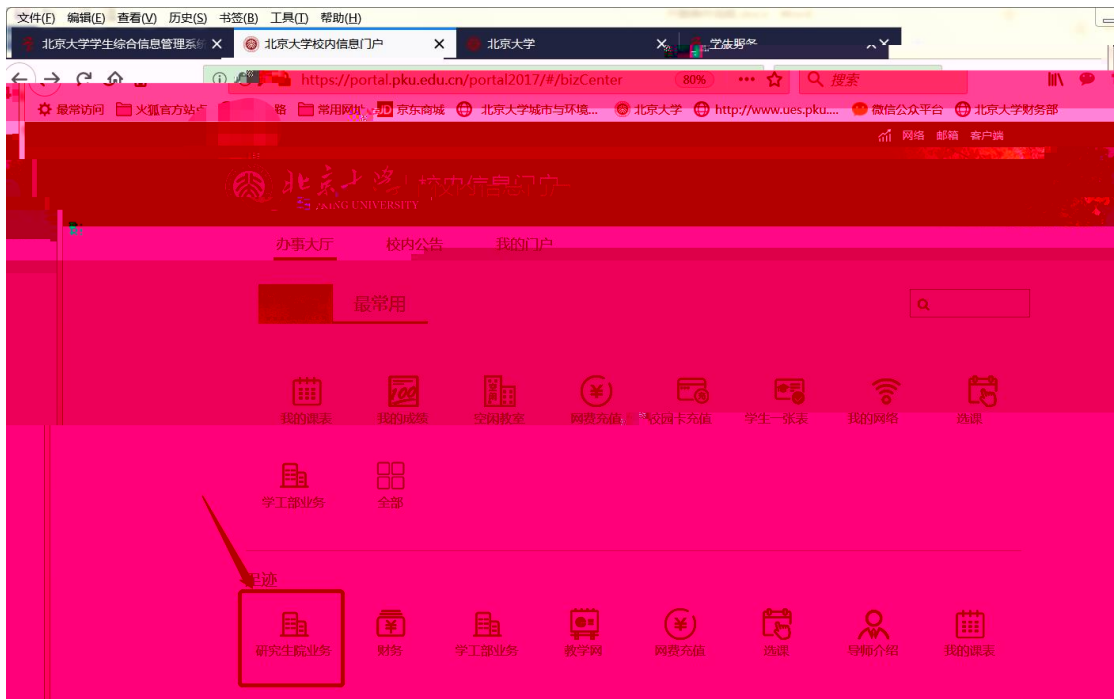 文件(F) 编辑(E) 查看(V) 历史(S) 书签(B) 工具(T) 帮助(H)
北京大学学生综合信息管理系统 北京大学校内信息门户 北京大学
https://portal.pku.edu.cn/portal2017/#/bizCenter 80% 搜索
最常访问 火狐官方站点 常用网址 JD 京东商城 北京大学城市与环境... 北京大学 http://www.ues.pku.... 微信公众平台 北京大学财务部
网络 邮箱 客户端
北京大学 校内信息门户
UNIVERSITY
办事大厅 校内公告 我的门户
最常用
我的课表 我的成绩 空闲教室 网费充值 校园卡充值 学生一张表 我的网络 选课
学工部业务 全部
足迹
研究生院业务 财务 学工部业务 教学网 网费充值 选课 导师介绍 我的课表